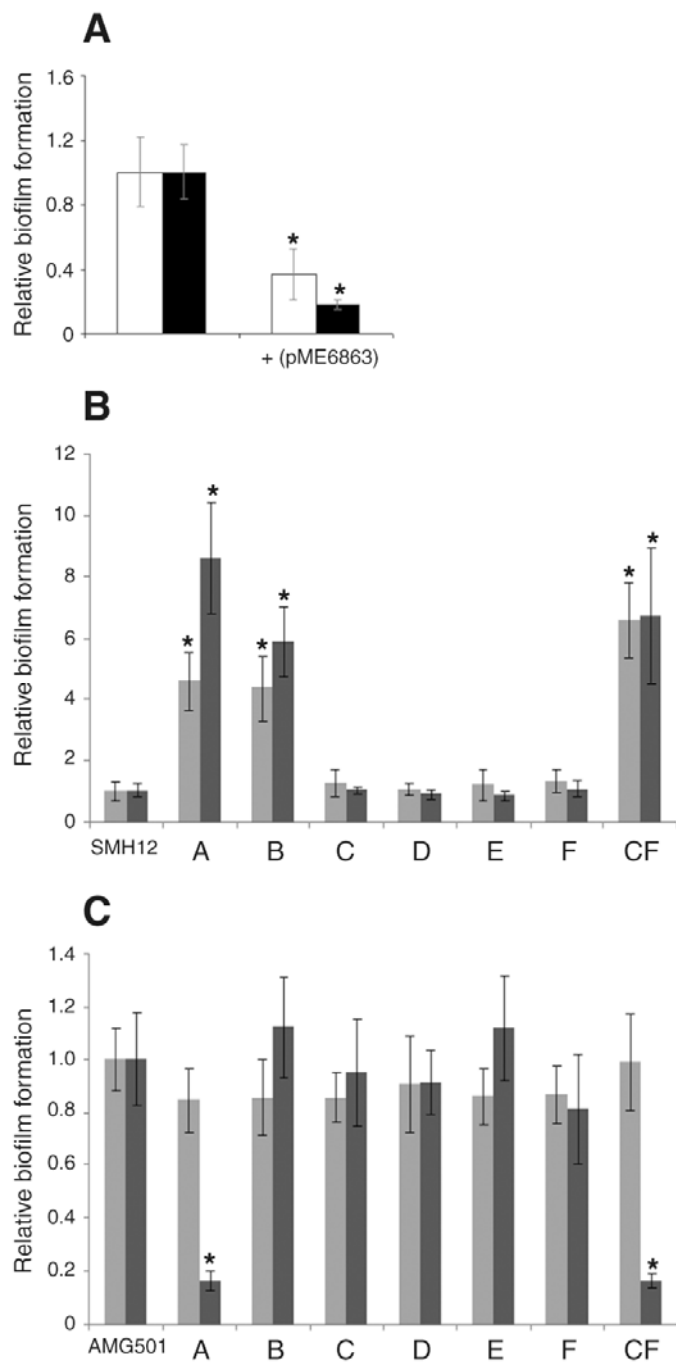 A
Relative biofilm formation
1.6
1.2
0.8
0.4
0
* *
+ (pME6863)
B
Relative biofilm formation
12
10
8
6
4
2
0
* * * * * *
SMH12 A B C D E F CF
C
Relative biofilm formation
1.4
1.2
1.0
0.8
0.6
0.4
0.2
0
* *
AMG501 A B C D E F CF